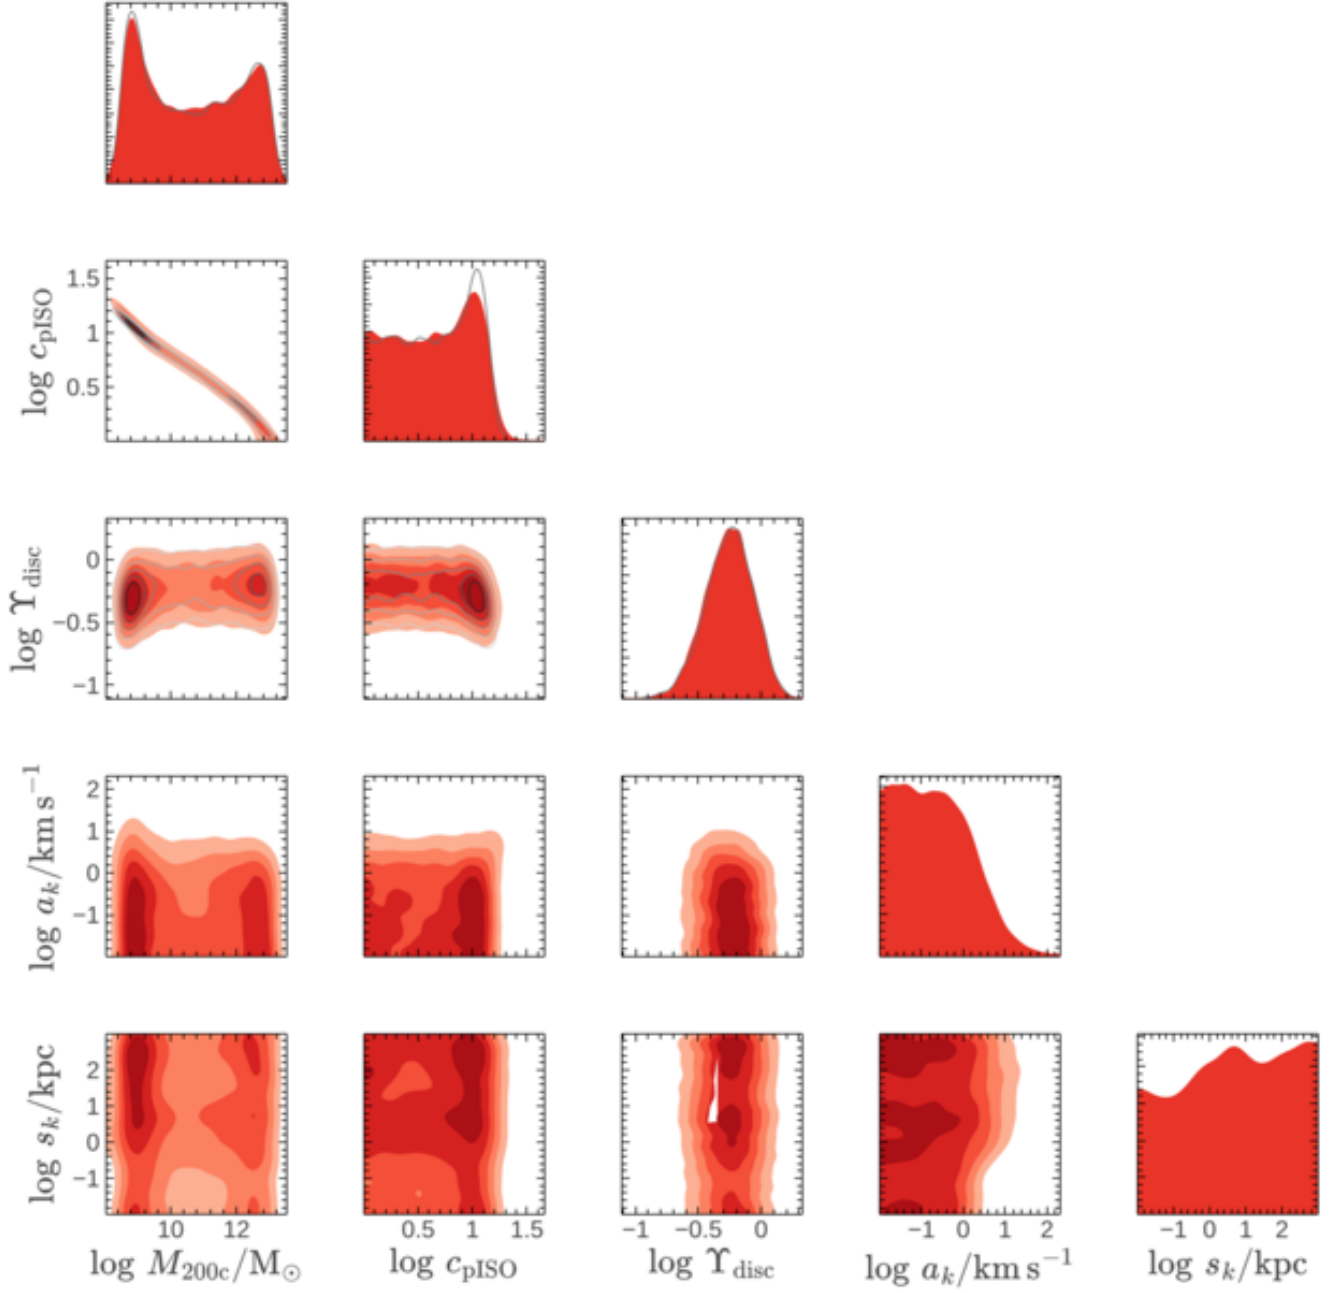 log c_pISO
1.5
1
0.5
log ϒ_disc
0
−0.5
−1
log a_k/km s^−1
2
1
0
−1
log s_k/kpc
2
1
0
−1
10 12 0.5 1 1.5 −1 −0.5 0 −1 0 1 2 −1 0 1 2
log M_200c/M_⊙ log c_pISO log ϒ_disc log a_k/km s^−1 log s_k/kpc